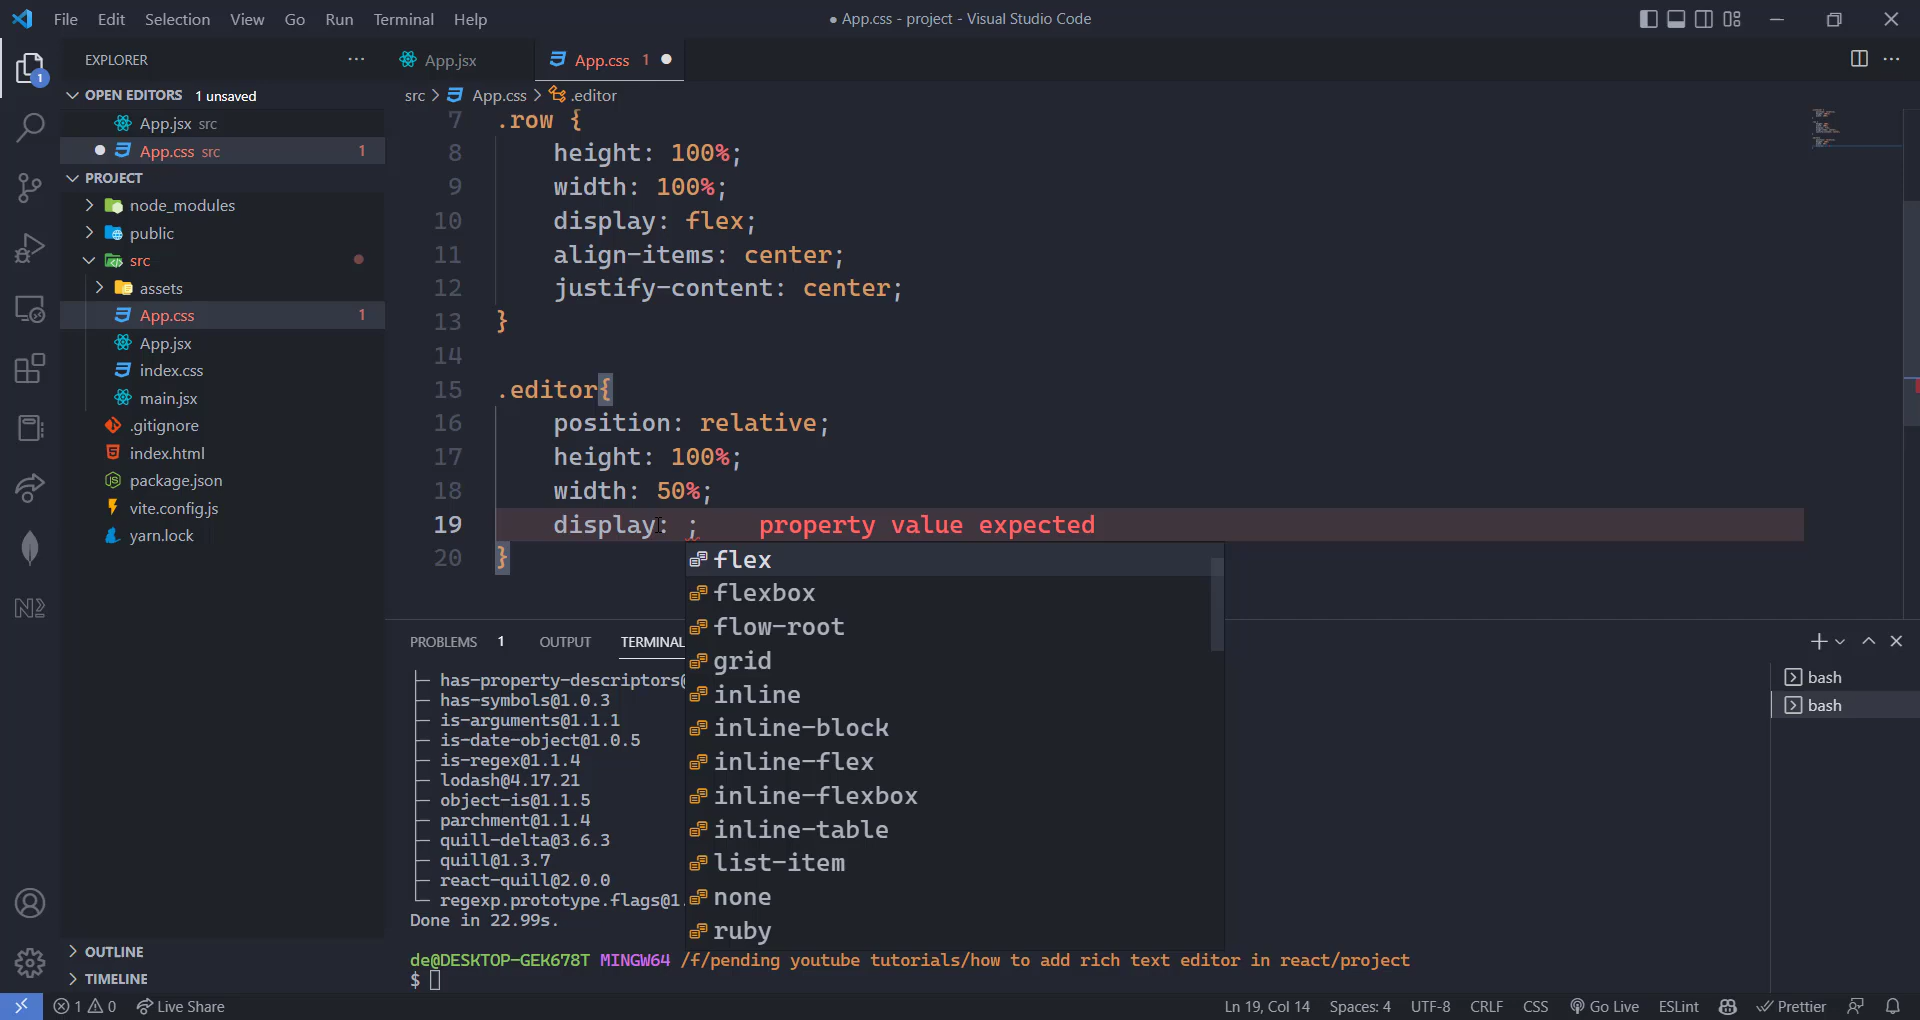 File Edit Selection View Go Run Terminal Help
● App.css - project - Visual Studio Code
EXPLORER ···
1
OPEN EDITORS 1 unsaved
App.jsx src
App.css src 1
PROJECT
node_modules
public
src
assets
App.css 1
App.jsx
index.css
main.jsx
.gitignore
index.html
package.json
vite.config.js
yarn.lock
OUTLINE
TIMELINE
App.jsx
App.css 1
src > App.css > .editor
7 .row {
8 height: 100%;
9 width: 100%;
10 display: flex;
11 align-items: center;
12 justify-content: center;
13 }
14
15 .editor{
16 position: relative;
17 height: 100%;
18 width: 50%;
19 display: ; property value expected
20 }
flex
flexbox
flow-root
grid
inline
inline-block
inline-flex
inline-flexbox
inline-table
list-item
none
ruby
PROBLEMS 1 OUTPUT TERMINAL
├─ has-property-descriptors@
├─ has-symbols@1.0.3
├─ is-arguments@1.1.1
├─ is-date-object@1.0.5
├─ is-regex@1.1.4
├─ lodash@4.17.21
├─ object-is@1.1.5
├─ parchment@1.1.4
├─ quill-delta@3.6.3
├─ quill@1.3.7
├─ react-quill@2.0.0
└─ regexp.prototype.flags@1.
Done in 22.99s.
de@DESKTOP-GEK678T MINGW64 /f/pending youtube tutorials/how to add rich text editor in react/project
$
bash
bash
1 0 Live Share
Ln 19, Col 14 Spaces: 4 UTF-8 CRLF CSS Go Live ESLint Prettier